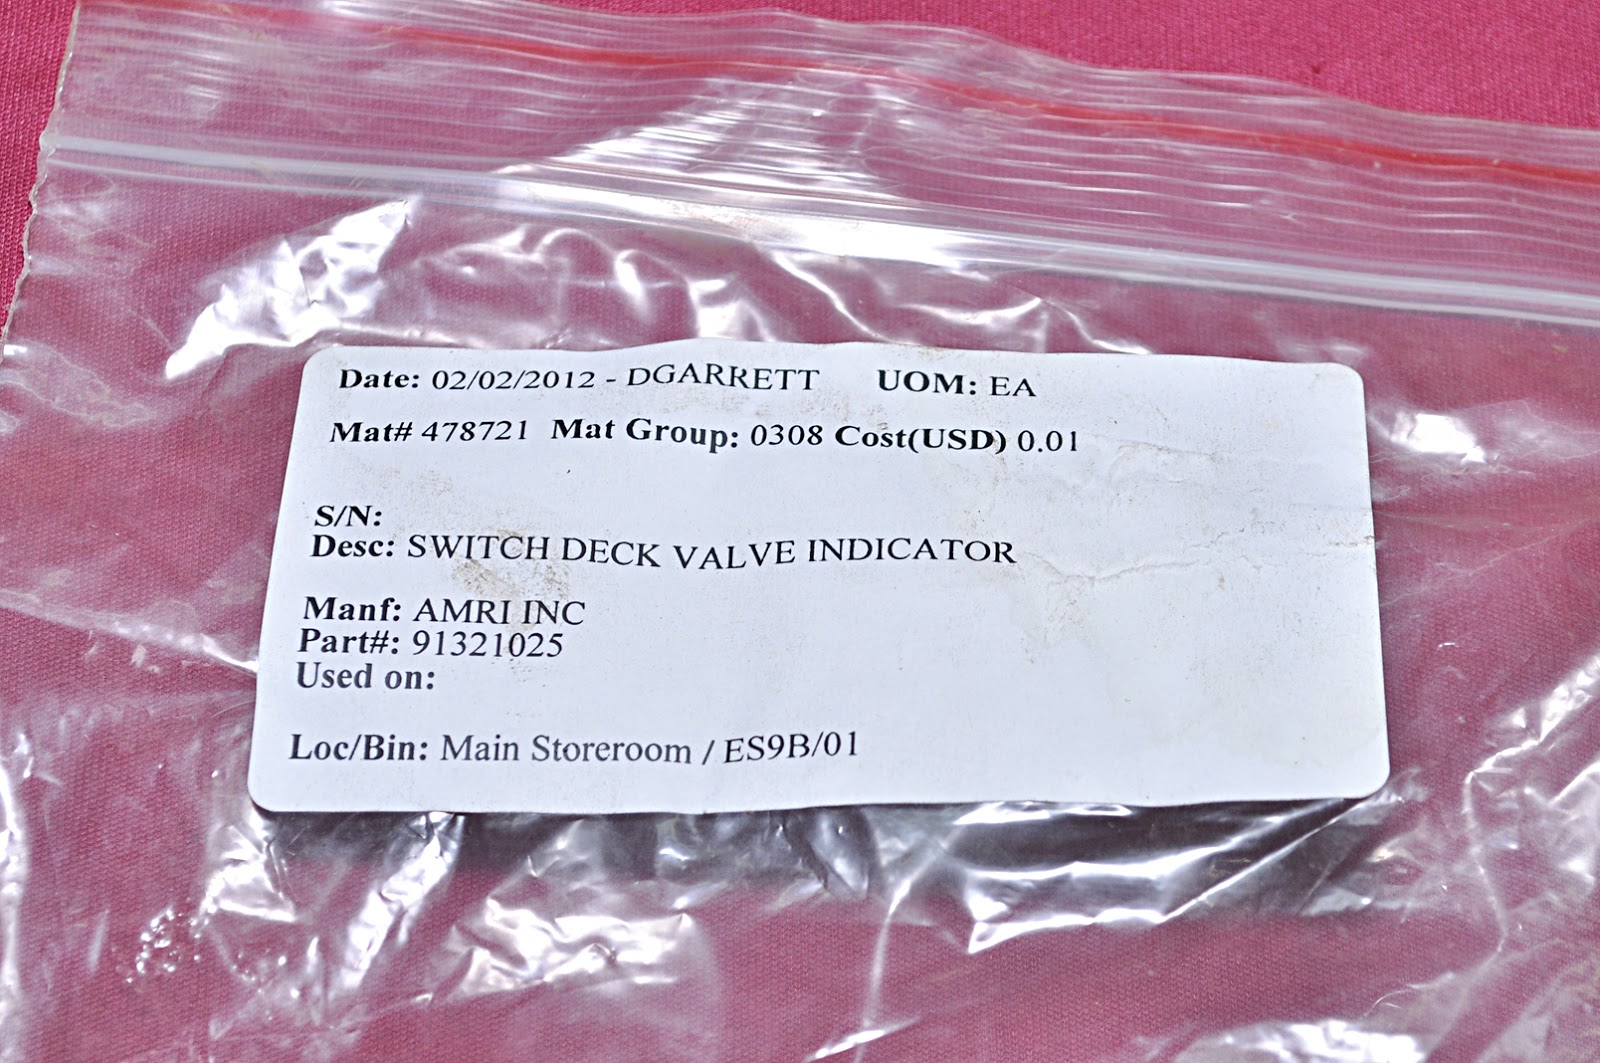 Date: 02/02/2012 - DGARRETT UOM: EA
Mat# 478721 Mat Group: 0308 Cost(USD) 0.01
S/N:
Desc: SWITCH DECK VALVE INDICATOR
Manf: AMRI INC
Part#: 91321025
Used on:
Loc/Bin: Main Storeroom / ES9B/01